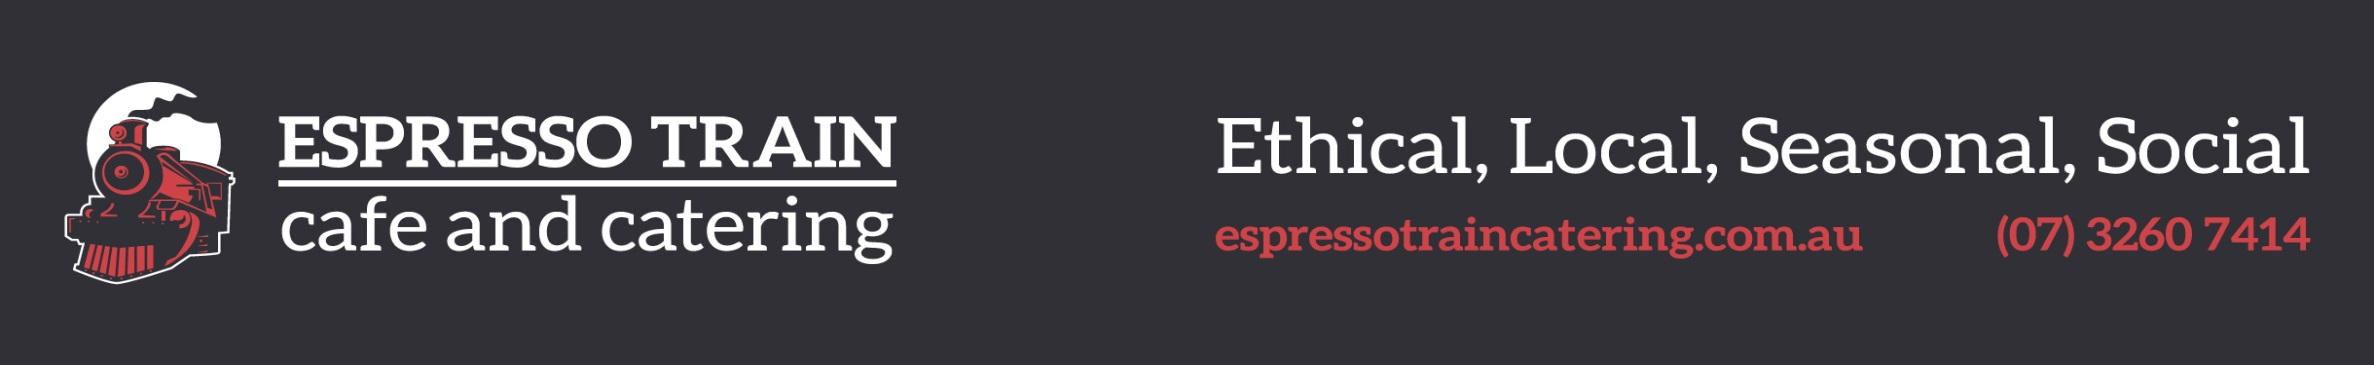 ESPRESSO TRAIN
cafe and catering
Ethical, Local, Seasonal, Social
espressotraincatering.com.au (07) 3260 7414